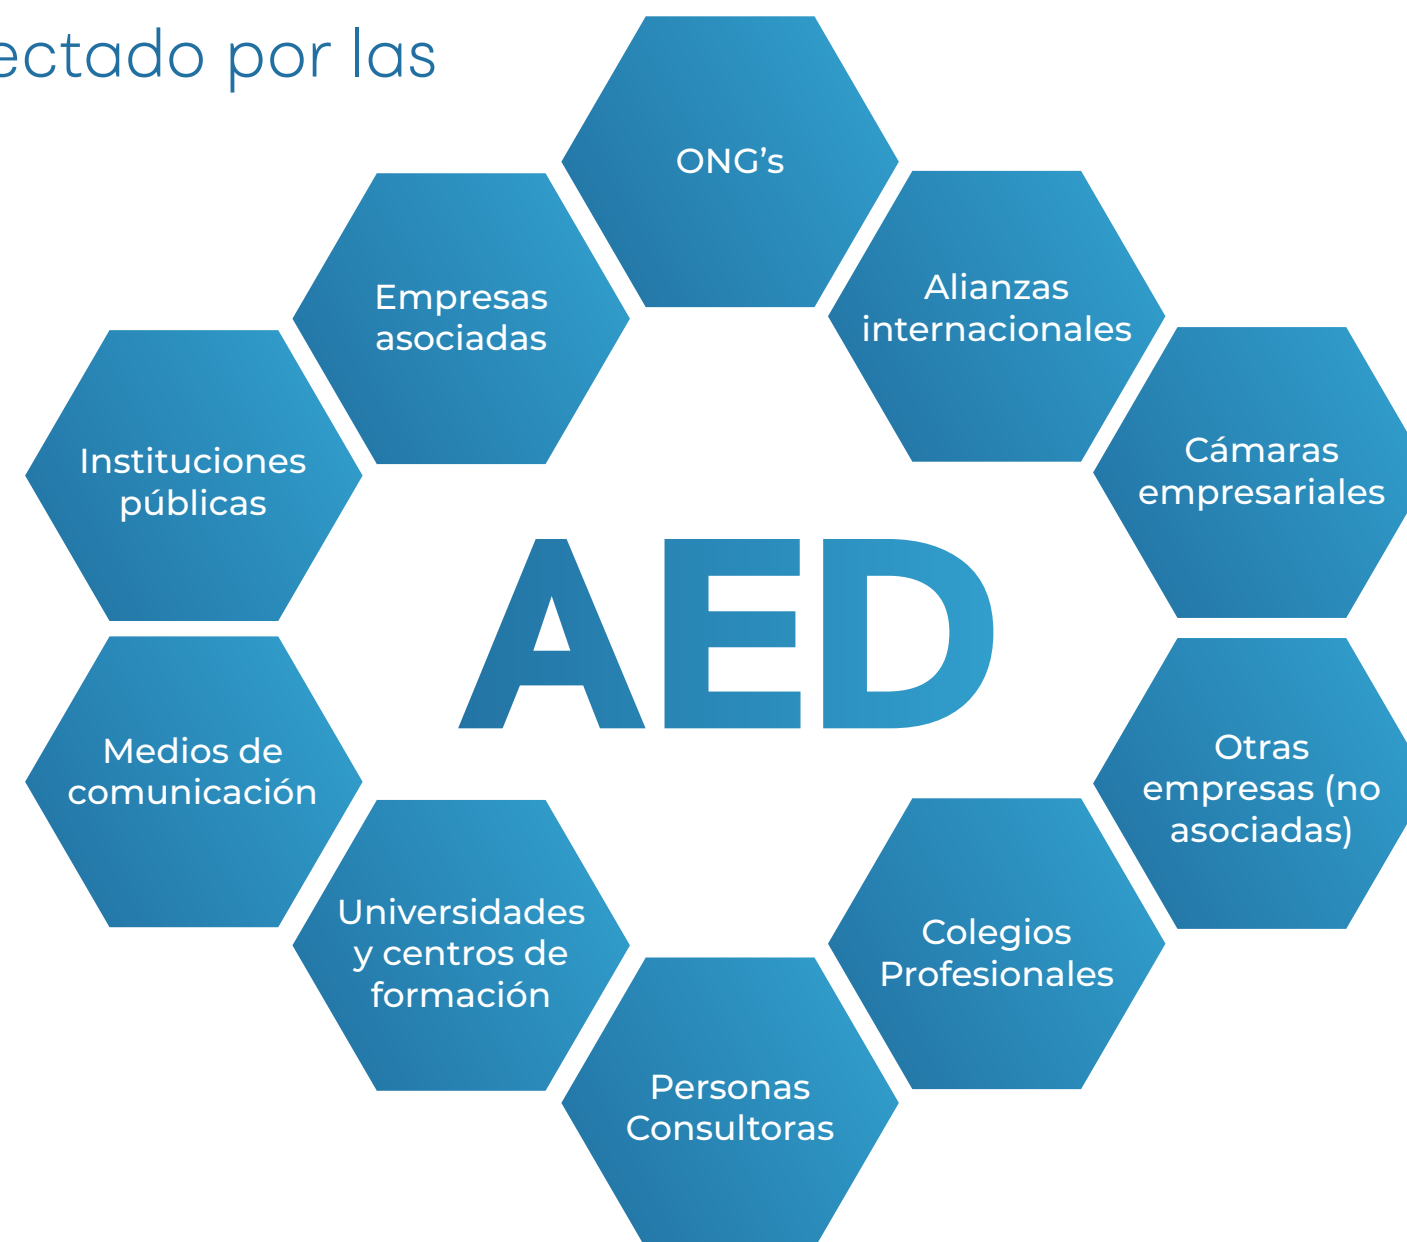 por las
ONG's
Empresas
asociadas
Alianzas
internacionales
Instituciones
públicas
Cámaras
empresariales
AED
Medios de
comunicación
Otras
empresas (no
asociadas)
Universidades
y centros de
formación
Colegios
Profesionales
Personas
Consultoras